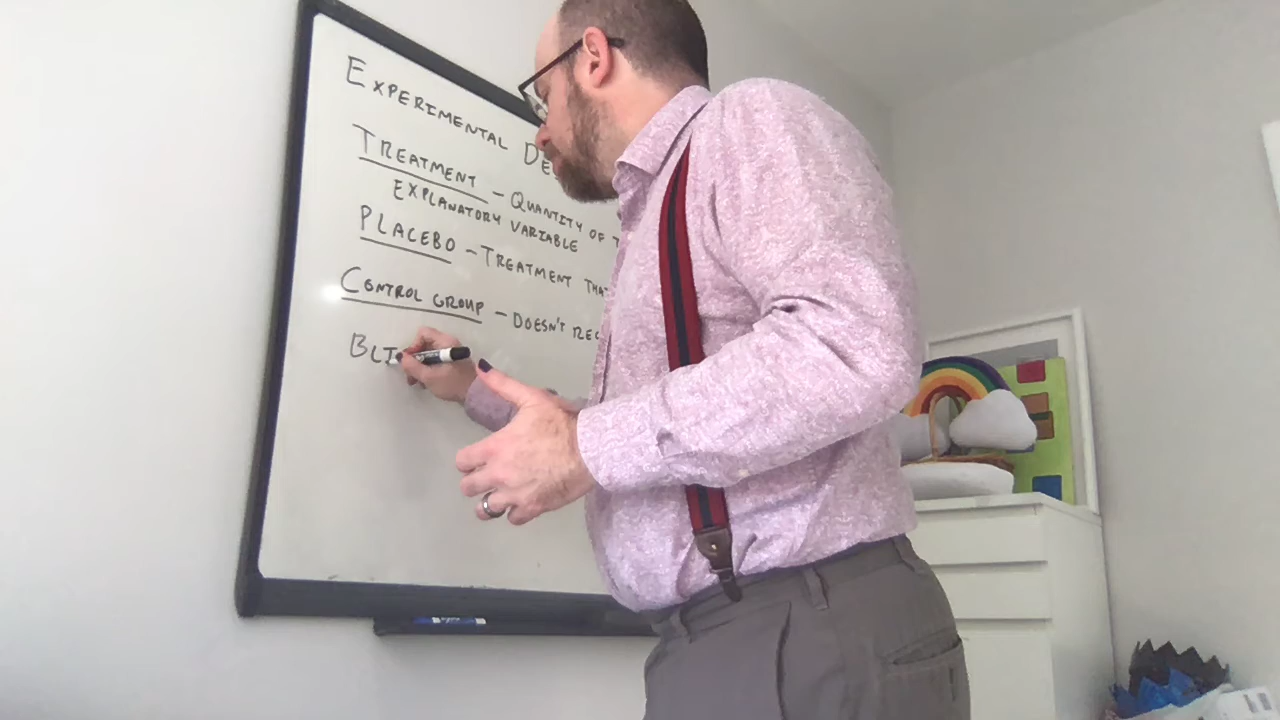 EXPERIMENTAL DE
TREATMENT - QUANTITY OF
EXPLANATORY VARIABLE
PLACEBO - TREATMENT THA
CONTROL GROUP - DOESN'T REC
BLI